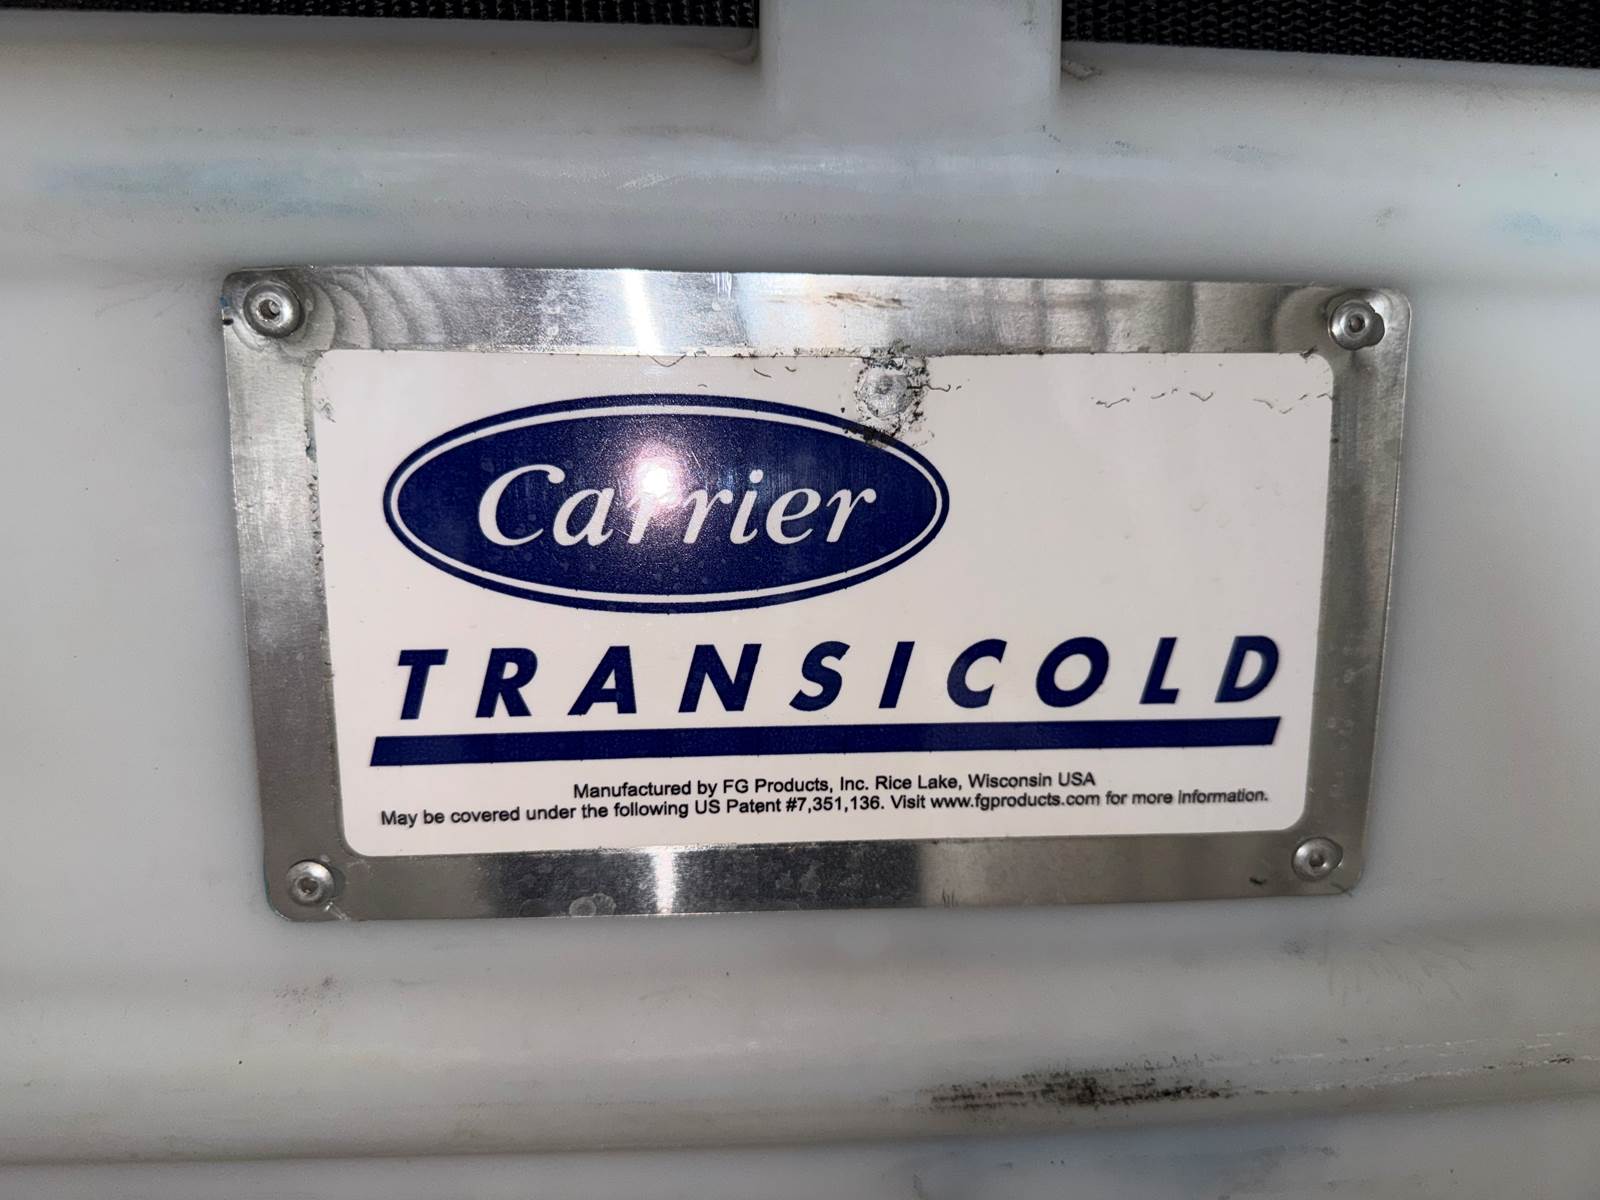 Carrier
TRANSICOLD
Manufactured by FG Products, Inc. Rice Lake, Wisconsin USA
May be covered under the following US Patent #7,351,136. Visit www.fgproducts.com for more information.